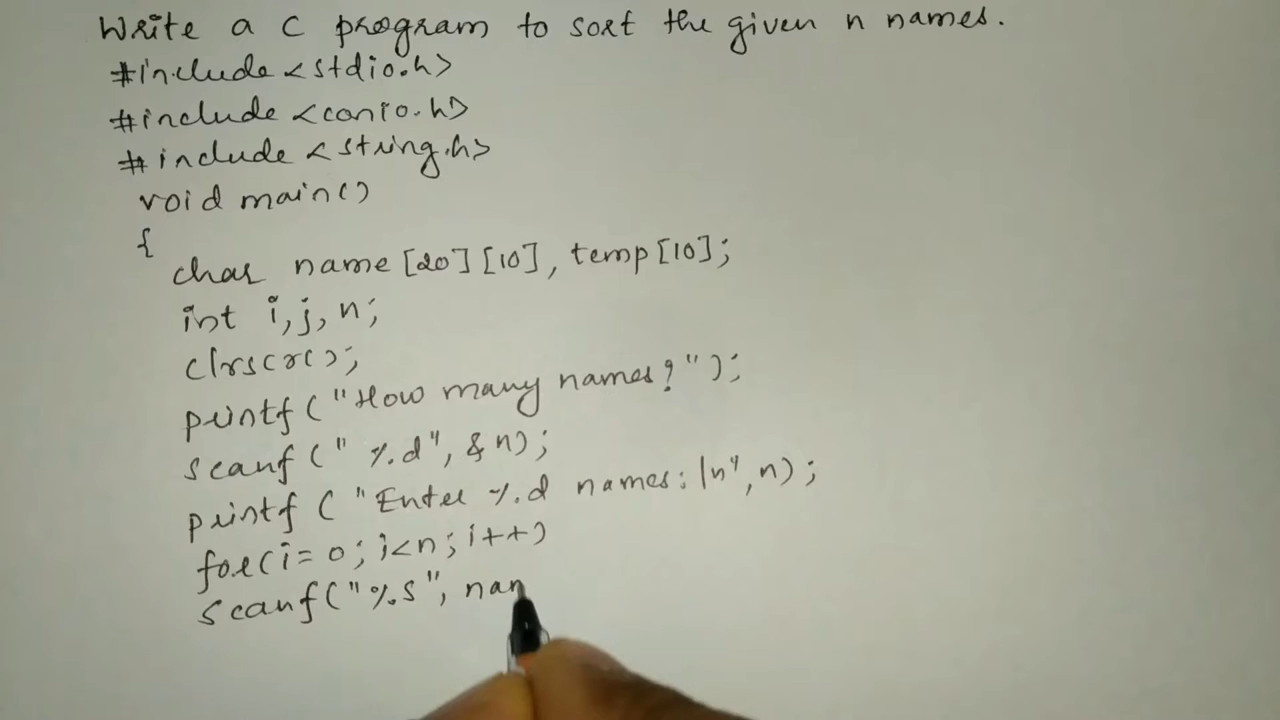 Write a C program to sort the given n names.
#include <stdio.h>
#include <conio.h>
#include <string.h>
void main()
{
char name [20] [10], temp [10];
int i, j, n;
clrscr();
printf ("How many names?");
scanf (" %d", &n);
printf ("Enter %d names: \n", n);
for(i = 0; i<n; i++)
scanf("%s", nam